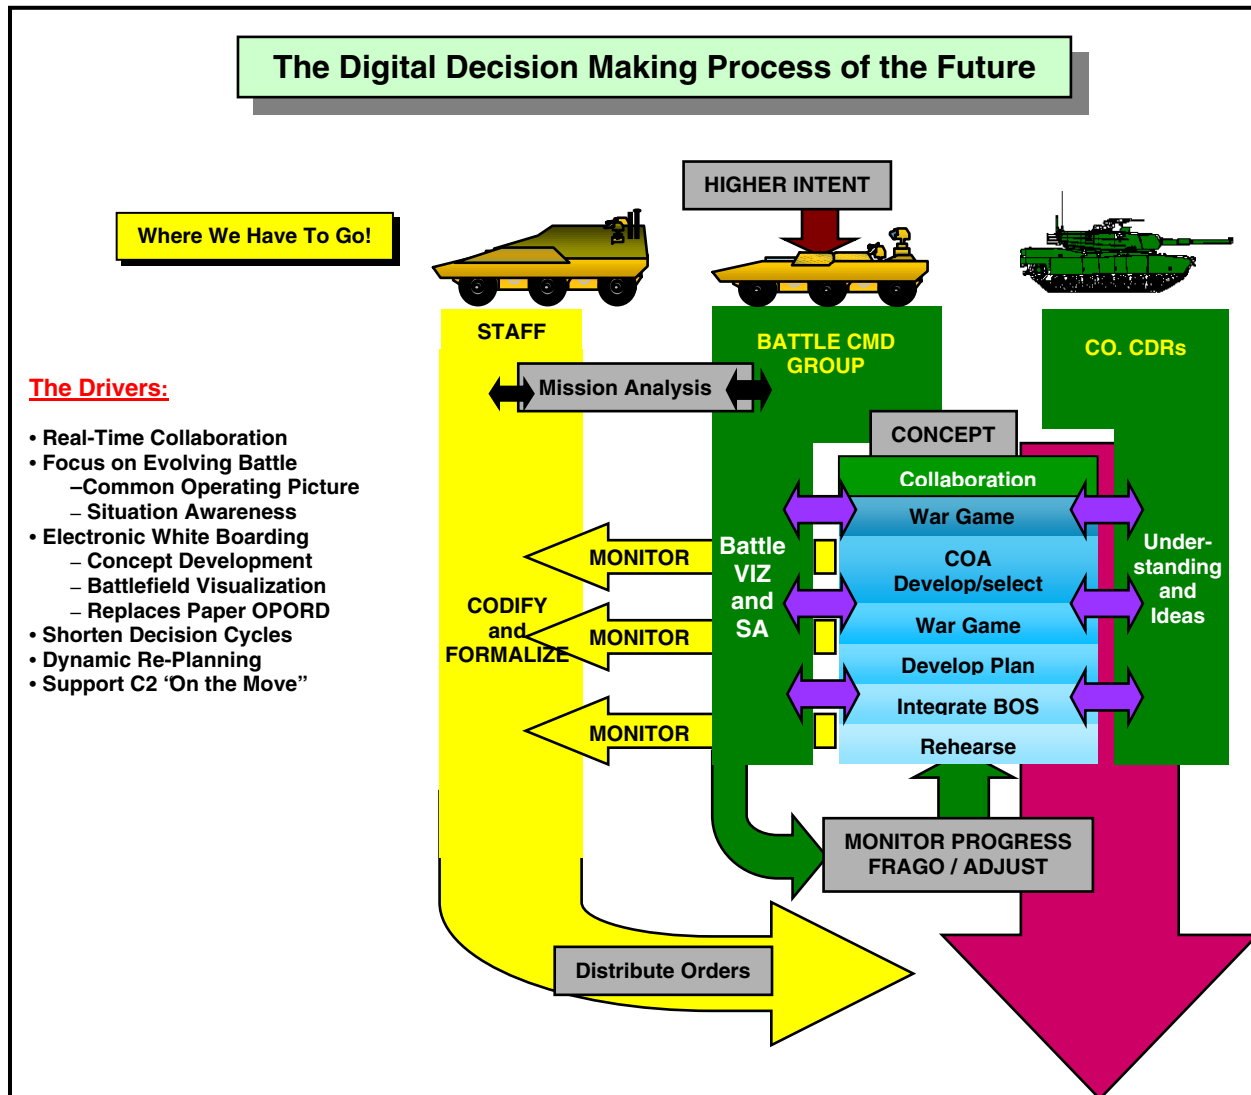 The Digital Decision Making Process of the Future
HIGHER INTENT
Where We Have To Go!
STAFF
BATTLE CMD
GROUP
CO. CDRs
Mission Analysis
The Drivers:
• Real-Time Collaboration
• Focus on Evolving Battle
–Common Operating Picture
– Situation Awareness
• Electronic White Boarding
– Concept Development
– Battlefield Visualization
– Replaces Paper OPORD
• Shorten Decision Cycles
• Dynamic Re-Planning
• Support C2 “On the Move”
CONCEPT
Collaboration
War Game
COA
Develop/select
War Game
Develop Plan
Integrate BOS
Rehearse
Battle
VIZ
and
SA
Under-
standing
and
Ideas
MONITOR
MONITOR
MONITOR
CODIFY
and
FORMALIZE
MONITOR PROGRESS
FRAGO / ADJUST
Distribute Orders